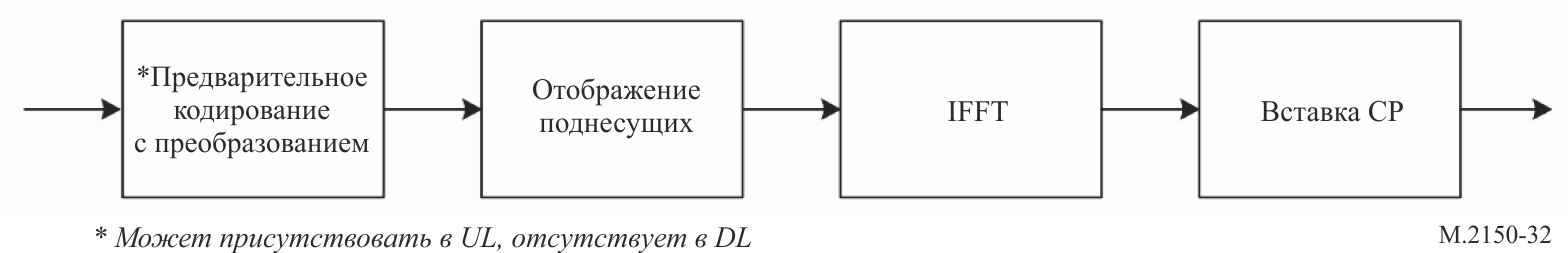 *Предварительное
кодирование
с преобразованием
Отображение
поднесущих
IFFT
Вставка CP
* Может присутствовать в UL, отсутствует в DL
M.2150-32